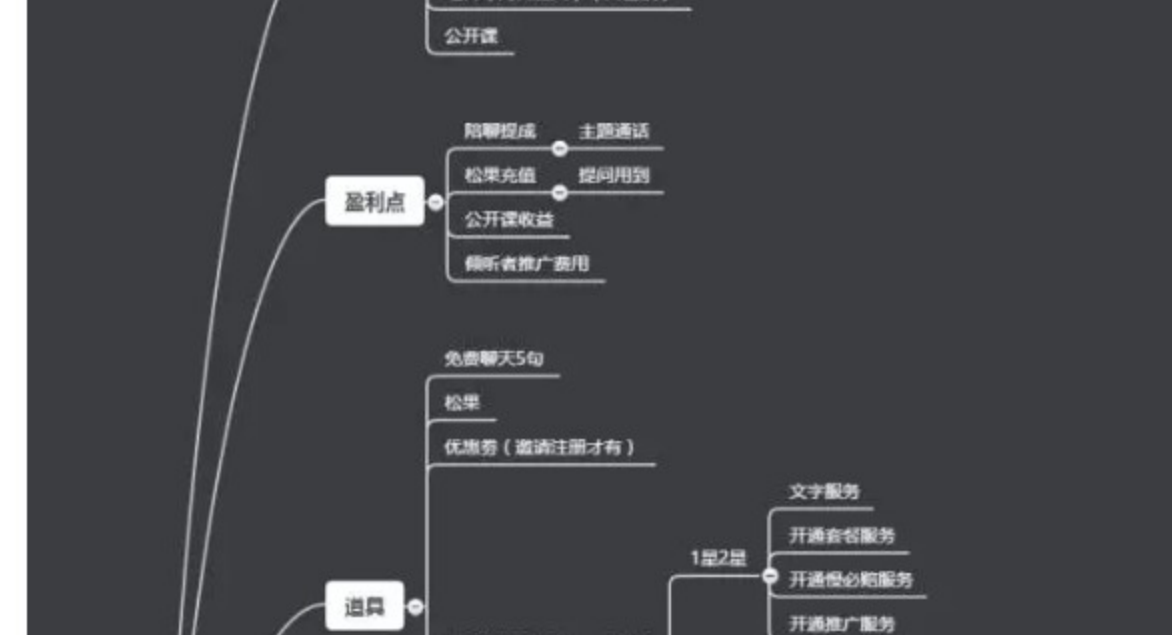 公开课
陪聊提成
主题通话
松果充值
提问用到
盈利点
公开课收益
倾听者推广费用
免费聊天5句
松果
优惠劵（邀请注册才有）
文字服务
开通套餐服务
1星2星
开通慢必赔服务
道具
开通推广服务